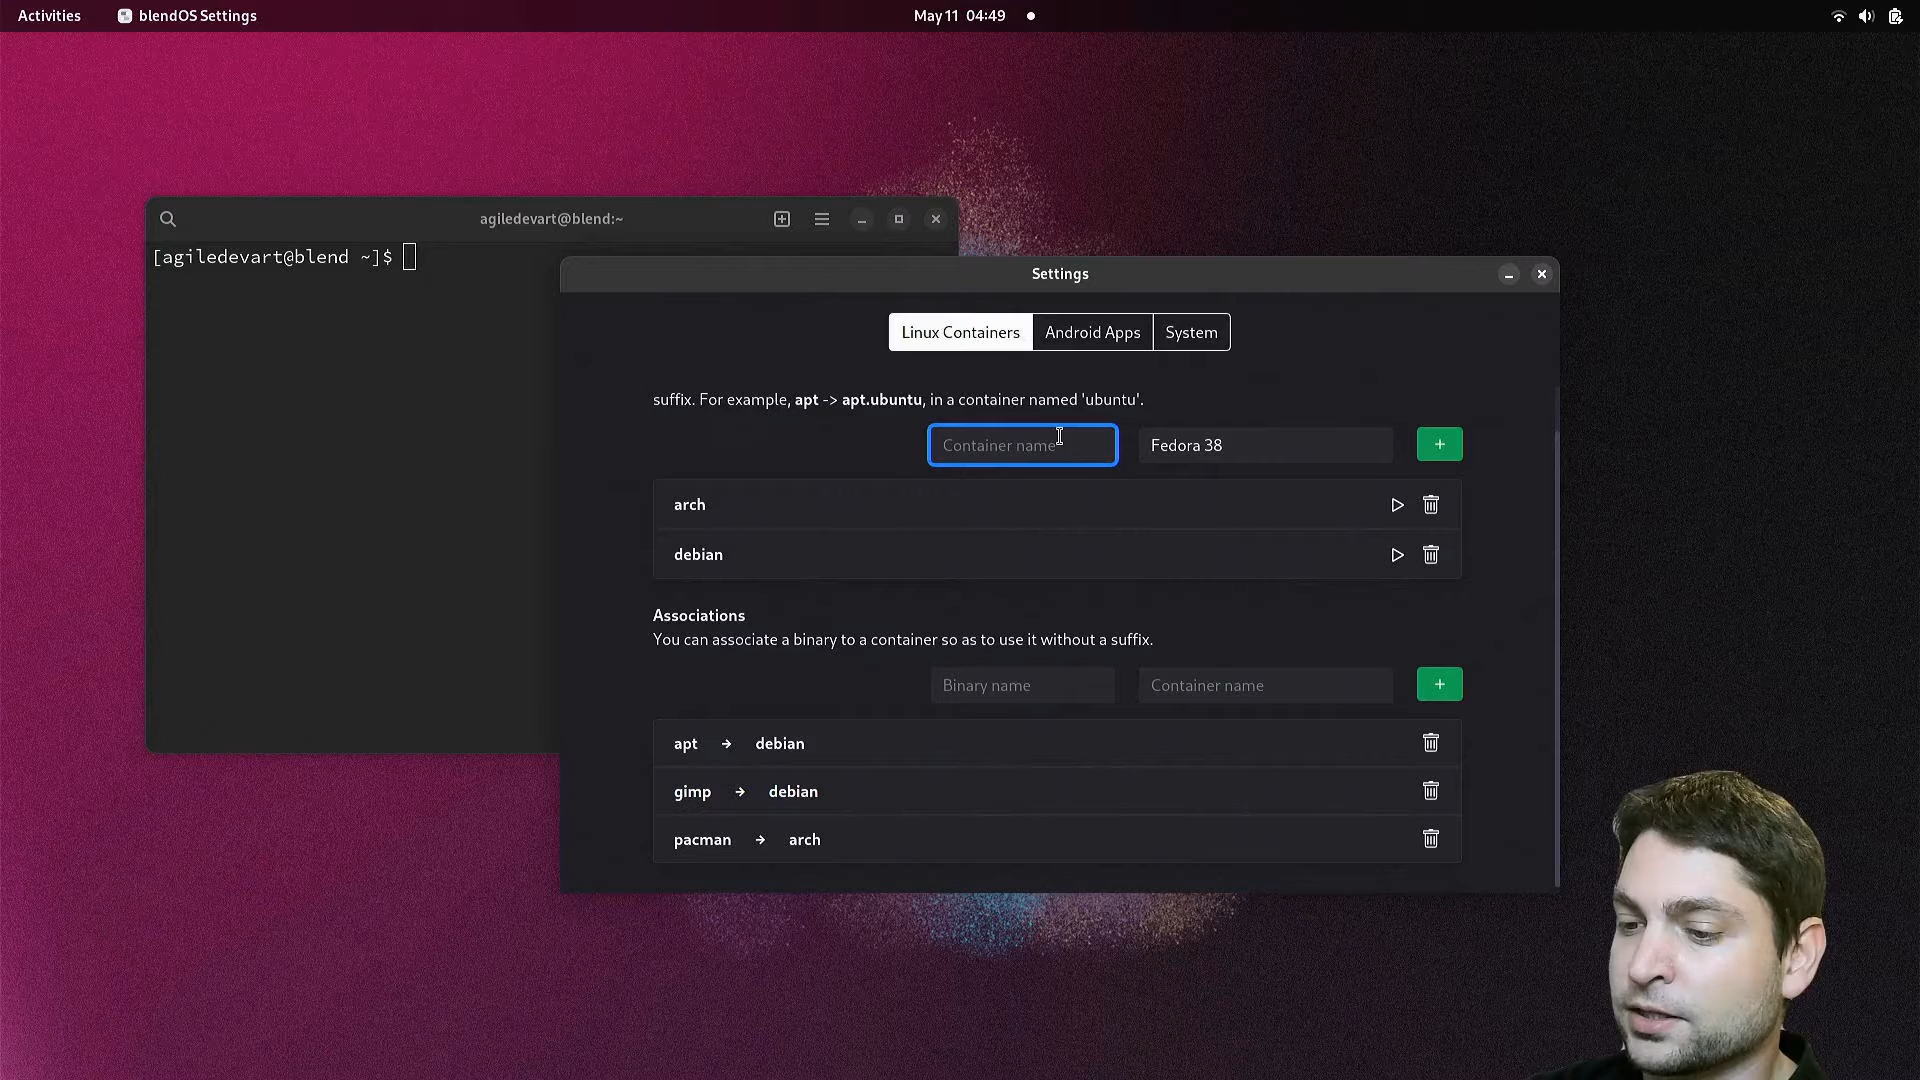 Activities
blendOS Settings
May 11 04:49
agiledevart@blend:~
[agiledevart@blend ~]$
Settings
Linux Containers
Android Apps
System
suffix. For example, apt -> apt.ubuntu, in a container named 'ubuntu'.
Container name
Fedora 38
+
arch
debian
Associations
You can associate a binary to a container so as to use it without a suffix.
Binary name
Container name
+
apt → debian
gimp → debian
pacman → arch